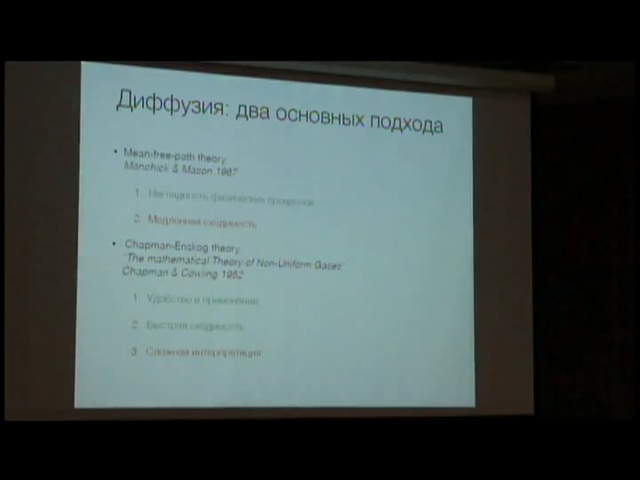 Диффузия: два основных подхода
• Mean-free-path theory
Monchick & Mason 1967
1. Наглядность физических процессов
2. Медленная сходимость
• Chapman-Enskog theory
"The mathematical Theory of Non-Uniform Gases"
Chapman & Cowling 1952
1. Удобство в применении
2. Быстрая сходимость
3. Сложная интерпретация